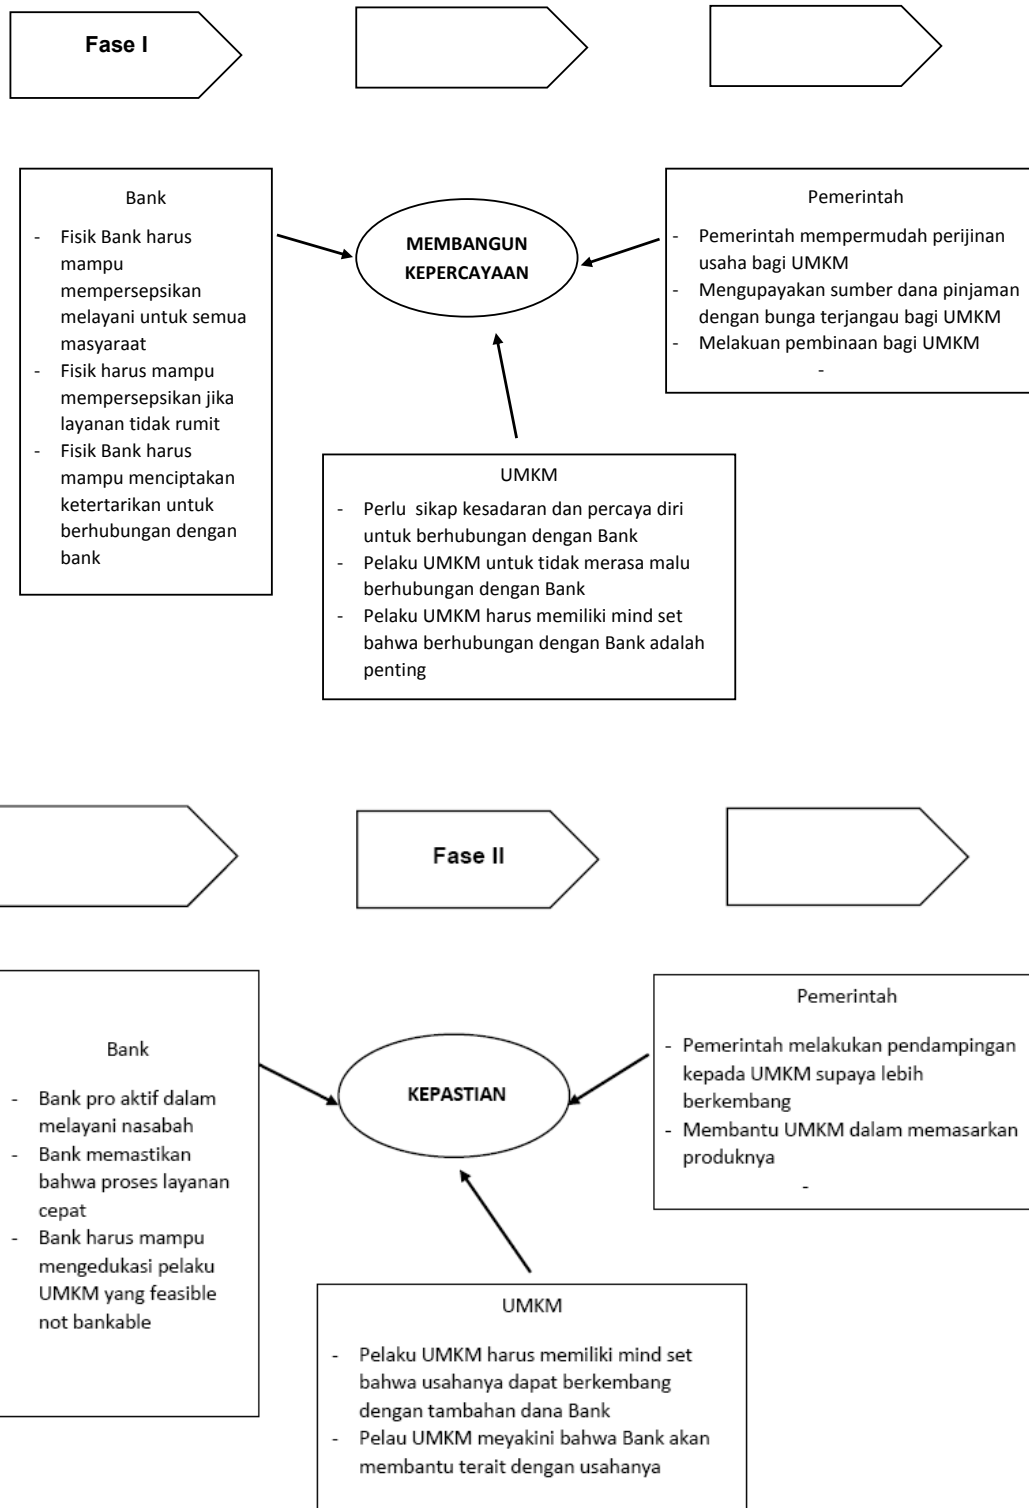 Fase I
Bank
- Fisik Bank harus
mampu
mempersepsikan
melayani untuk semua
masyaraat
- Fisik harus mampu
mempersepsikan jika
layanan tidak rumit
- Fisik Bank harus
mampu menciptakan
ketertarikan untuk
berhubungan dengan
bank
MEMBANGUN
KEPERCAYAAN
Pemerintah
- Pemerintah mempermudah perijinan
usaha bagi UMKM
- Mengupayakan sumber dana pinjaman
dengan bunga terjangau bagi UMKM
- Melakuan pembinaan bagi UMKM
-
UMKM
- Perlu sikap kesadaran dan percaya diri
untuk berhubungan dengan Bank
- Pelaku UMKM untuk tidak merasa malu
berhubungan dengan Bank
- Pelaku UMKM harus memiliki mind set
bahwa berhubungan dengan Bank adalah
penting
Fase II
Bank
- Bank pro aktif dalam
melayani nasabah
- Bank memastikan
bahwa proses layanan
cepat
- Bank harus mampu
mengedukasi pelaku
UMKM yang feasible
not bankable
KEPASTIAN
Pemerintah
- Pemerintah melakukan pendampingan
kepada UMKM supaya lebih
berkembang
- Membantu UMKM dalam memasarkan
produknya
-
UMKM
- Pelaku UMKM harus memiliki mind set
bahwa usahanya dapat berkembang
dengan tambahan dana Bank
- Pelau UMKM meyakini bahwa Bank akan
membantu terait dengan usahanya